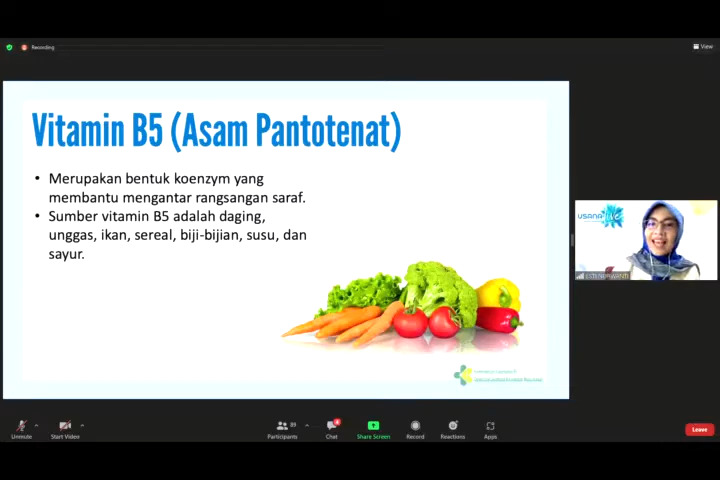 Recording
View
Vitamin B5 (Asam Pantotenat)
• Merupakan bentuk koenzym yang
membantu mengantar rangsangan saraf.
• Sumber vitamin B5 adalah daging,
unggas, ikan, sereal, biji-bijian, susu, dan
sayur.
USANA live
Unmute
Start Video
Participants
Chat
Share Screen
Record
Reactions
Apps
Leave